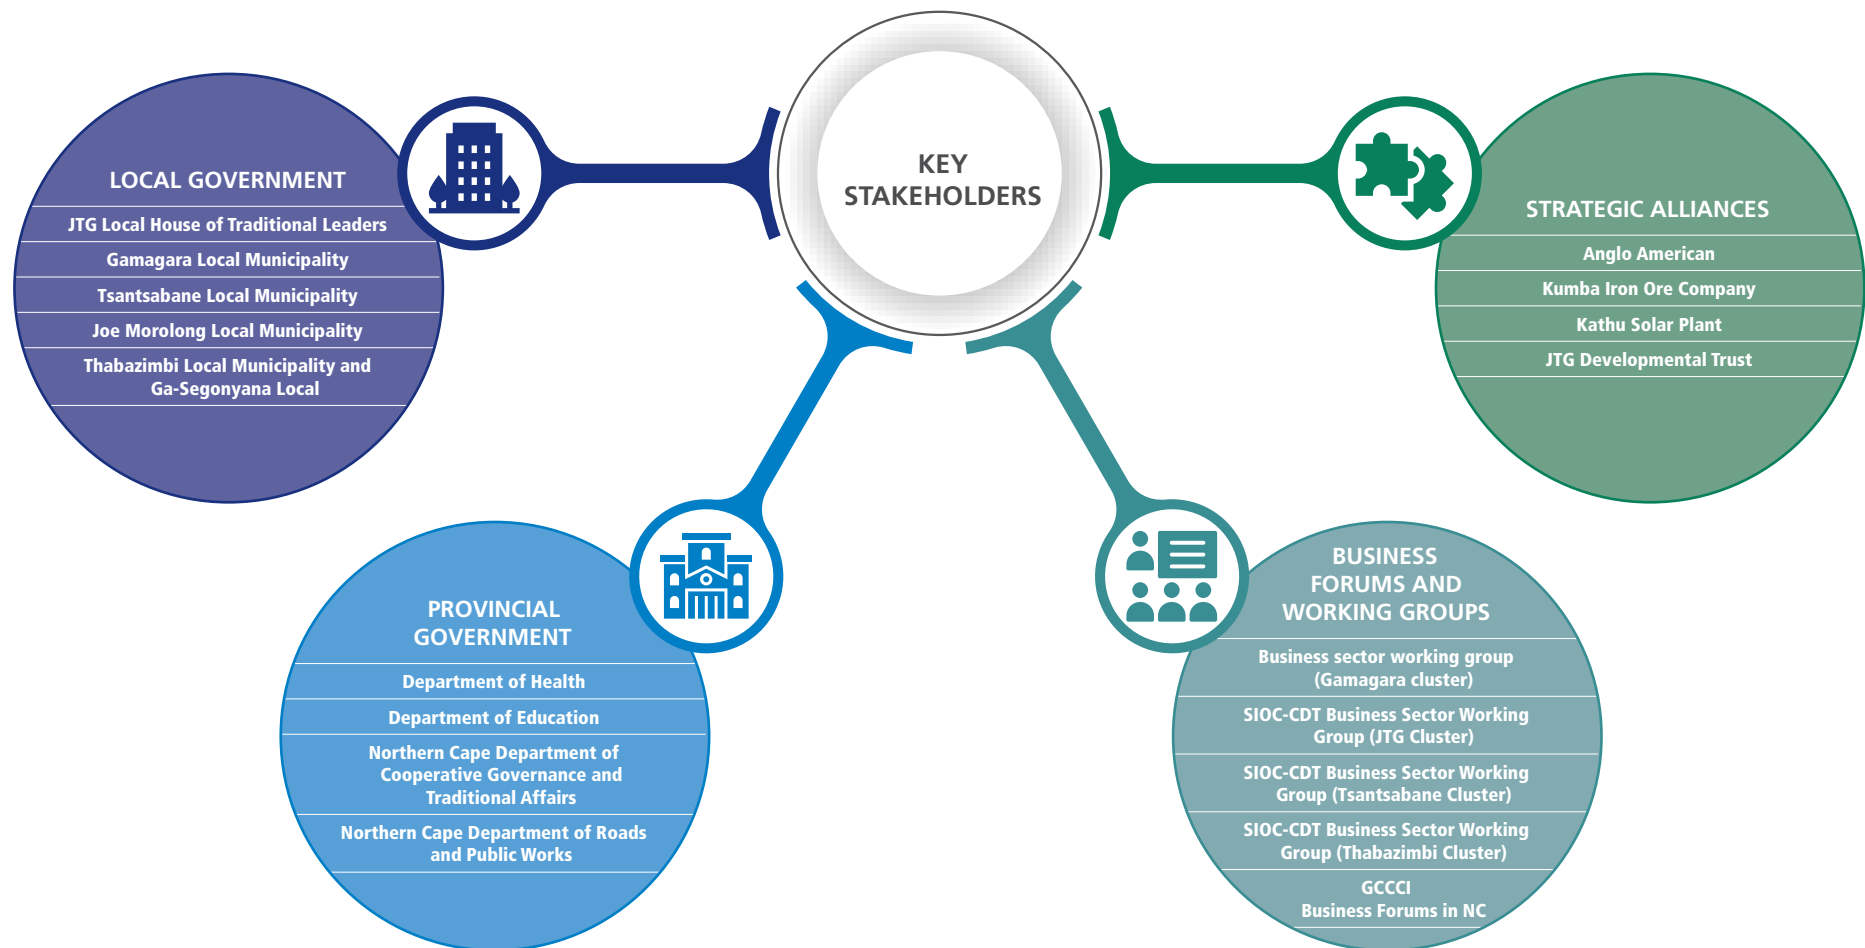 KEY
STAKEHOLDERS
LOCAL GOVERNMENT
JTG Local House of Traditional Leaders
Gamagara Local Municipality
Tsantsabane Local Municipality
Joe Morolong Local Municipality
Thabazimbi Local Municipality and
Ga-Segonyana Local
PROVINCIAL
GOVERNMENT
Department of Health
Department of Education
Northern Cape Department of
Cooperative Governance and
Traditional Affairs
Northern Cape Department of Roads
and Public Works
BUSINESS
FORUMS AND
WORKING GROUPS
Business sector working group
(Gamagara cluster)
SIOC-CDT Business Sector Working
Group (JTG Cluster)
SIOC-CDT Business Sector Working
Group (Tsantsabane Cluster)
SIOC-CDT Business Sector Working
Group (Thabazimbi Cluster)
GCCCI
Business Forums in NC
STRATEGIC ALLIANCES
Anglo American
Kumba Iron Ore Company
Kathu Solar Plant
JTG Developmental Trust